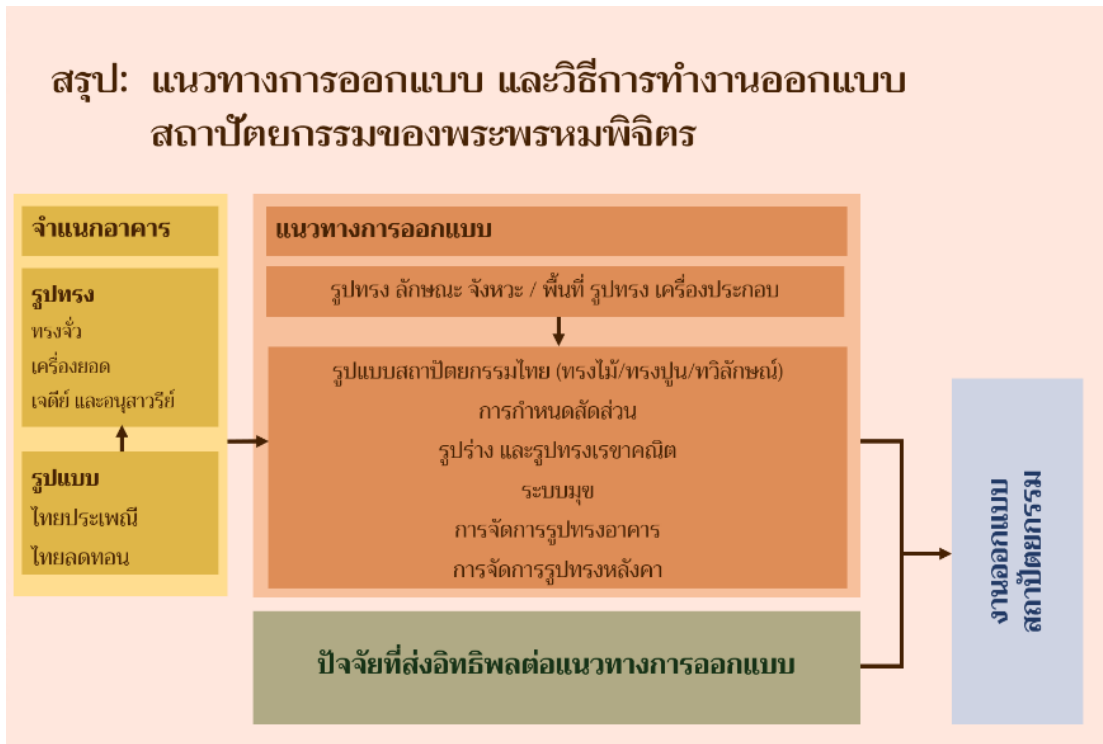 สรุป: แนวทางการออกแบบ และวิธีการทำงานออกแบบ
สถาปัตยกรรมของพระพรหมพิจิตร
จำแนกอาคาร
รูปทรง
ทรงจั่ว
เครื่องยอด
เจดีย์ และอนุสาวรีย์
รูปแบบ
ไทยประเพณี
ไทยลดทอน
แนวทางการออกแบบ
รูปทรง ลักษณะ จังหวะ / พื้นที่ รูปทรง เครื่องประกอบ
รูปแบบสถาปัตยกรรมไทย (ทรงไม้/ทรงปูน/ทวิลักษณ์)
การกำหนดสัดส่วน
รูปร่าง และรูปทรงเรขาคณิต
ระบบมุข
การจัดการรูปทรงอาคาร
การจัดการรูปทรงหลังคา
ปัจจัยที่ส่งอิทธิพลต่อแนวทางการออกแบบ
งานออกแบบ
สถาปัตยกรรม